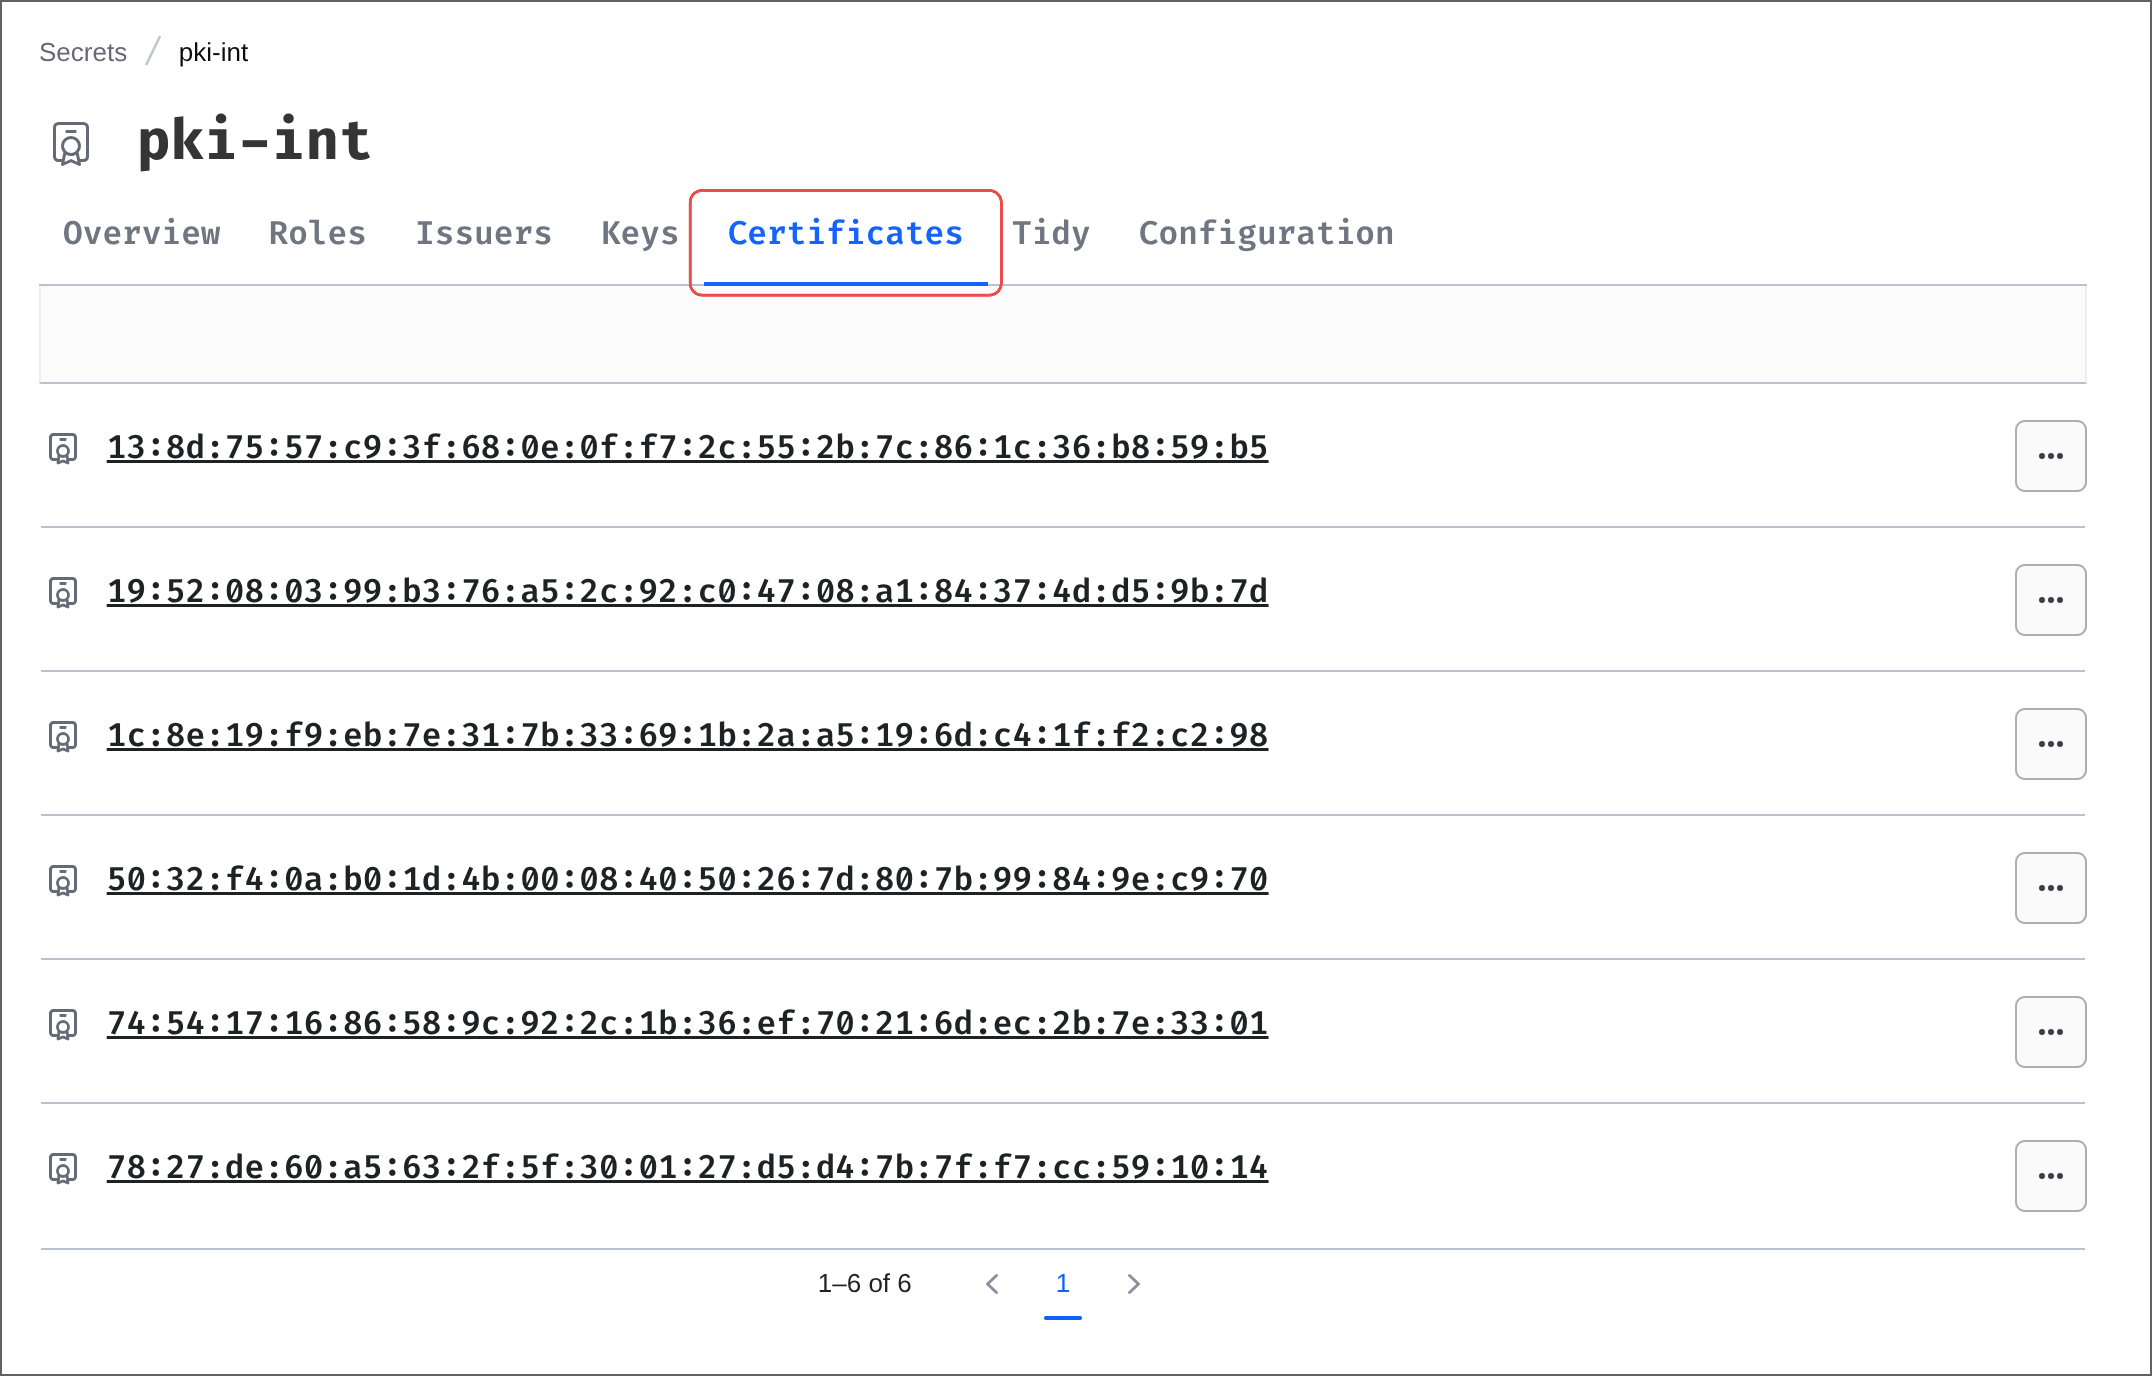 Secrets / pki-int
pki-int
Overview Roles Issuers Keys Certificates Tidy Configuration
13:8d:75:57:c9:3f:68:0e:0f:f7:2c:55:2b:7c:86:1c:36:b8:59:b5
19:52:08:03:99:b3:76:a5:2c:92:c0:47:08:a1:84:37:4d:d5:9b:7d
1c:8e:19:f9:eb:7e:31:7b:33:69:1b:2a:a5:19:6d:c4:1f:f2:c2:98
50:32:f4:0a:b0:1d:4b:00:08:40:50:26:7d:80:7b:99:84:9e:c9:70
74:54:17:16:86:58:9c:92:2c:1b:36:ef:70:21:6d:ec:2b:7e:33:01
78:27:de:60:a5:63:2f:5f:30:01:27:d5:d4:7b:7f:f7:cc:59:10:14
1–6 of 6 1